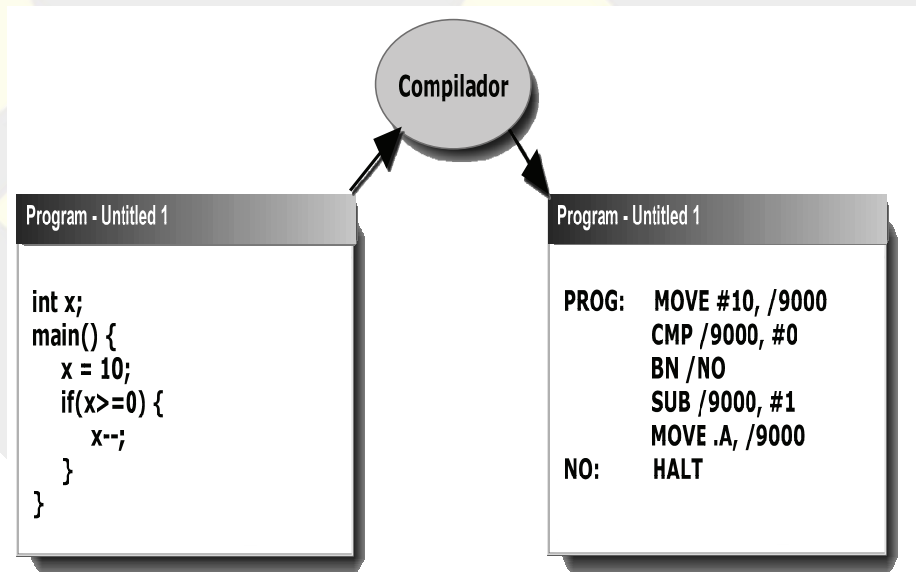 Compilador
Program - Untitled 1
int x;
main() {
x = 10;
if(x>=0) {
x--;
}
}
Program - Untitled 1
PROG: MOVE #10, /9000
CMP /9000, #0
BN /NO
SUB /9000, #1
MOVE .A, /9000
NO: HALT